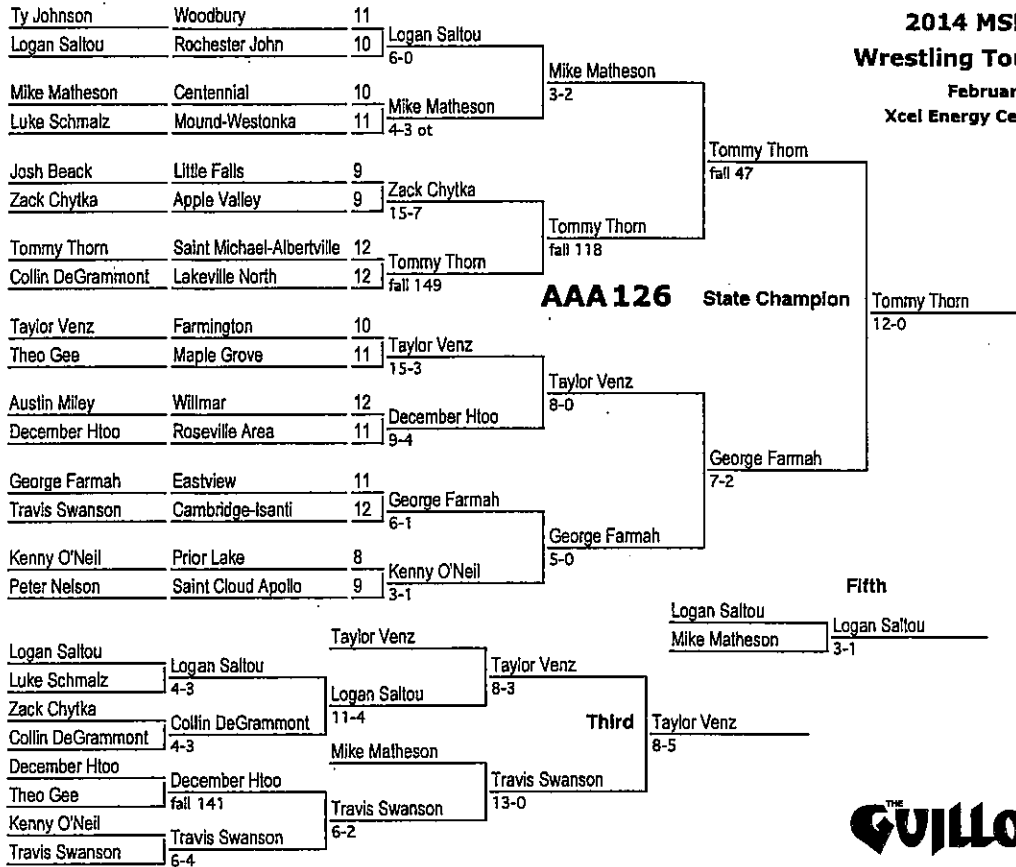 2014 MSH
Wrestling Tou
Februar
Xcel Energy Ce
Ty Johnson Woodbury 11
Logan Saltou Rochester John 10
Logan Saltou
6-0
Mike Matheson Centennial 10
Luke Schmalz Mound-Westonka 11
Mike Matheson
4-3 ot
Mike Matheson
3-2
Josh Beack Little Falls 9
Zack Chytka Apple Valley 9
Zack Chytka
15-7
Tommy Thorn Saint Michael-Albertville 12
Collin DeGrammont Lakeville North 12
Tommy Thorn
fall 149
Tommy Thorn
fall 118
Tommy Thorn
fall 47
AAA 126 State Champion
Tommy Thorn
12-0
Taylor Venz Farmington 10
Theo Gee Maple Grove 11
Taylor Venz
15-3
Austin Miley Willmar 12
December Htoo Roseville Area 11
December Htoo
9-4
Taylor Venz
8-0
George Farmah Eastview 11
Travis Swanson Cambridge-Isanti 12
George Farmah
6-1
Kenny O'Neil Prior Lake 8
Peter Nelson Saint Cloud Apollo 9
Kenny O'Neil
3-1
George Farmah
5-0
George Farmah
7-2
Fifth
Logan Saltou
Mike Matheson
Logan Saltou
3-1
Logan Saltou
Luke Schmalz
Logan Saltou
4-3
Zack Chytka
Collin DeGrammont
Collin DeGrammont
4-3
Taylor Venz
Logan Saltou
11-4
Taylor Venz
8-3
December Htoo
Theo Gee
December Htoo
fall 141
Kenny O'Neil
Travis Swanson
Travis Swanson
6-4
Mike Matheson
Travis Swanson
6-2
Travis Swanson
13-0
Third
Taylor Venz
8-5
THE
GUILLO